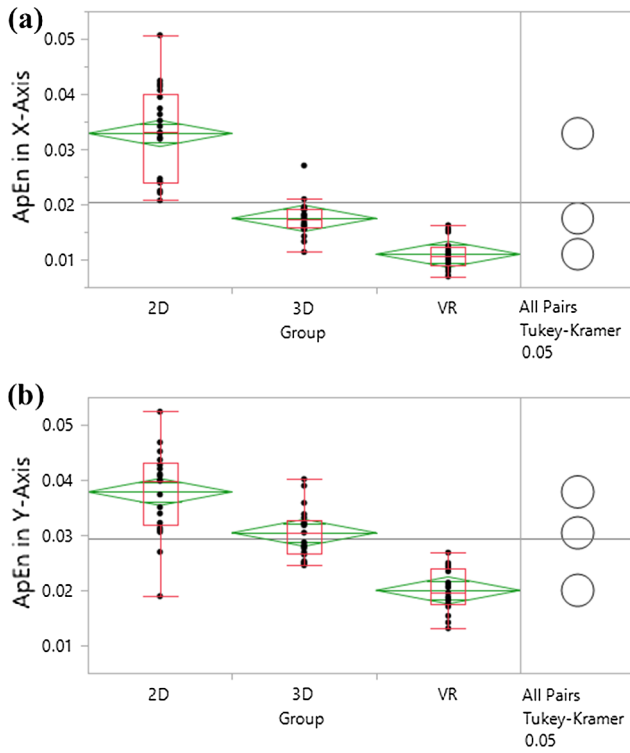 (a)
ApEn in X-Axis
0.05
0.04
0.03
0.02
0.01
2D
3D
VR
Group
All Pairs
Tukey-Kramer
0.05
(b)
ApEn in Y-Axis
0.05
0.04
0.03
0.02
0.01
2D
3D
VR
Group
All Pairs
Tukey-Kramer
0.05